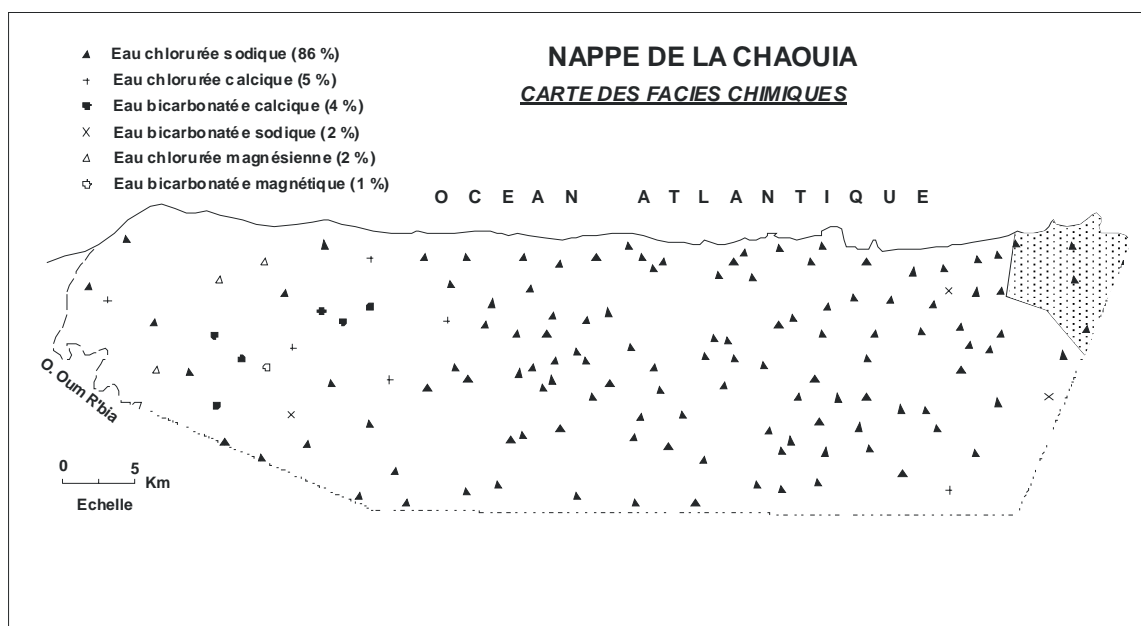 NAPPE DE LA CHAOUIA
CARTE DES FACIES CHIMIQUES
Eau chlorurée sodique (86 %)
Eau chlorurée calcique (5 %)
Eau bicarbonatée calcique (4 %)
Eau bicarbonatée sodique (2 %)
Eau chlorurée magnésienne (2 %)
Eau bicarbonatée magnétique (1 %)
OCEAN ATLANTIQUE
O. Oum R'bia
0 5
Km
Echelle